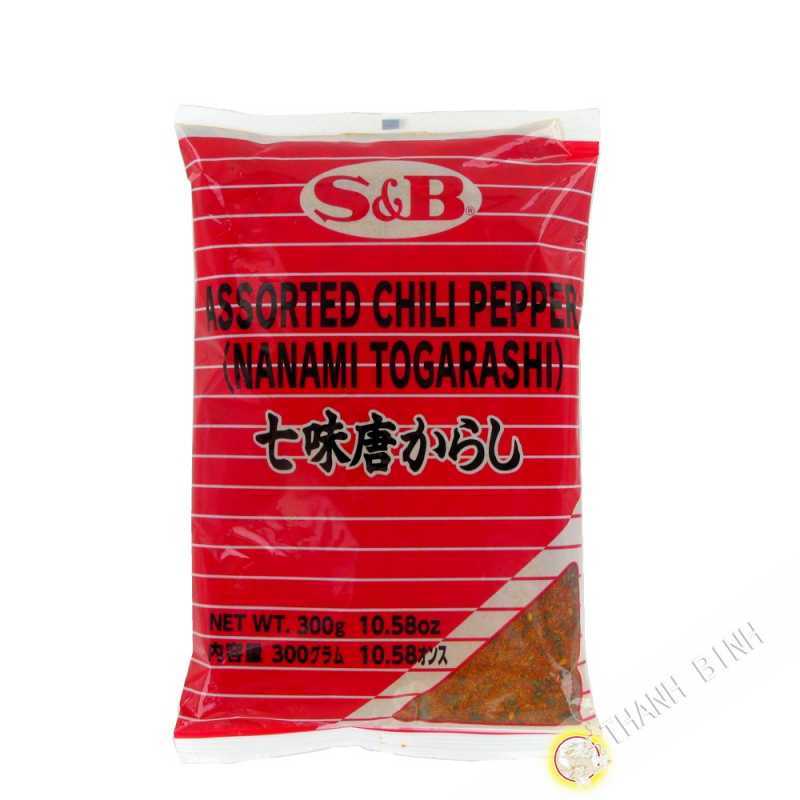 S&B®
ASSORTED CHILI PEPPER
(NANAMI TOGARASHI)
七味唐からし
NET WT. 300g 10.58oz
内容量 300グラム 10.58オンス
THANH BINH